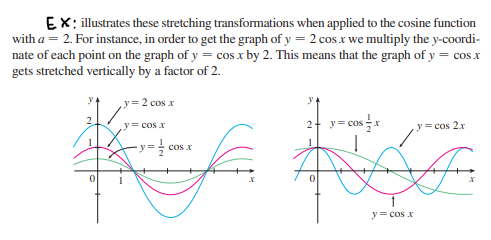 EX: illustrates these stretching transformations when applied to the cosine function
with a = 2. For instance, in order to get the graph of y = 2 cos x we multiply the y-coordi-
nate of each point on the graph of y = cos x by 2. This means that the graph of y = cos x
gets stretched vertically by a factor of 2.
y
y = 2 cos x
2
y = cos x
1
y = 1/2 cos x
0
1
x
y
2
y = cos 1/2 x
y = cos 2x
1
0
x
y = cos x